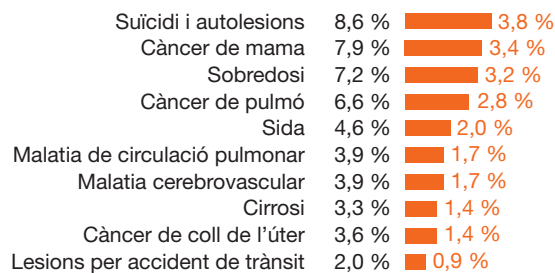 Suïcidi i autolesions 8,6 % 3,8 %
Càncer de mama 7,9 % 3,4 %
Sobredosi 7,2 % 3,2 %
Càncer de pulmó 6,6 % 2,8 %
Sida 4,6 % 2,0 %
Malatia de circulació pulmonar 3,9 % 1,7 %
Malatia cerebrovascular 3,9 % 1,7 %
Cirrosi 3,3 % 1,4 %
Càncer de coll de l’úter 3,6 % 1,4 %
Lesions per accident de trànsit 2,0 % 0,9 %